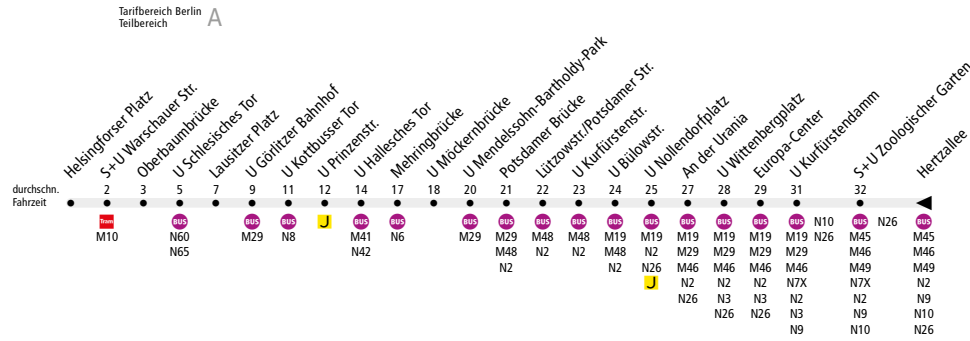 Tarifbereich Berlin
Teilbereich
A
Helsingforser Platz
S+U Warschauer Str.
Oberbaumbrücke
U Schlesisches Tor
Lausitzer Platz
U Görlitzer Bahnhof
U Kottbusser Tor
U Prinzenstr.
U Hallesches Tor
Mehringbrücke
U Möckernbrücke
U Mendelssohn-Bartholdy-Park
Potsdamer Brücke
Lützowstr./Potsdamer Str.
U Kurfürstenstr.
U Bülowstr.
U Nollendorfplatz
An der Urania
U Wittenbergplatz
Europa-Center
U Kurfürstendamm
S+U Zoologischer Garten
Hertzallee
durchschn. 2 3 5 7 9 11 12 14 17 18 20 21 22 23 24 25 27 28 29 31 32
Fahrzeit
Tram BUS BUS BUS J BUS BUS BUS BUS BUS BUS BUS BUS BUS BUS BUS BUS N10 BUS N26 BUS
M10 N60 M29 N8 M41 N6 M29 M29 M48 M48 M19 M19 M19 M19 M19 M19 N26 M45 M45
N65 N42 M48 N2 N2 M48 N2 M29 M29 M29 M29 M46 M46
N2 N2 N26 M46 M46 M46 M46 M49 M49
J N2 N2 N2 N7X N7X N2
N26 N3 N3 N2 N2 N9
N26 N26 N3 N9 N10
N9 N10 N26